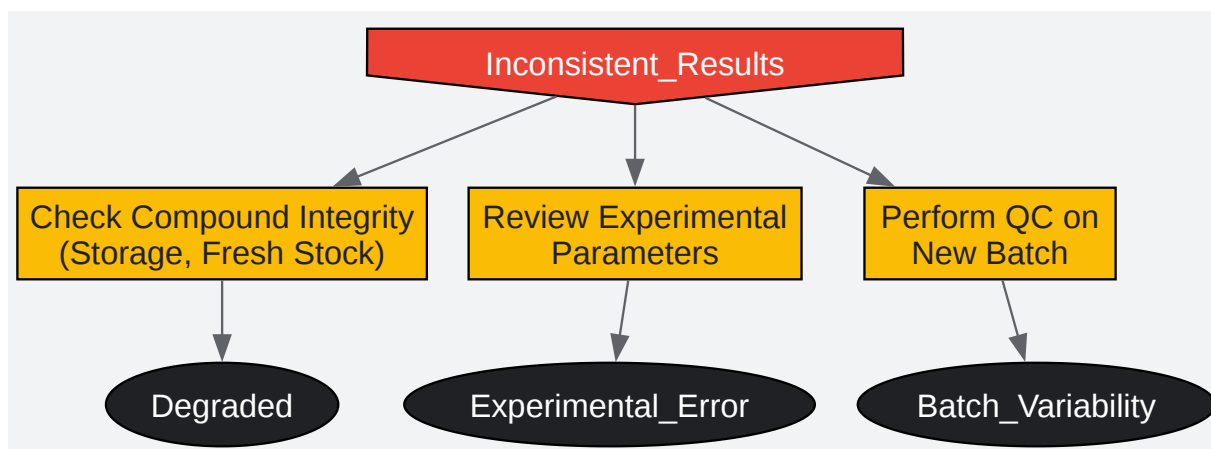 Inconsistent_Results
Check Compound Integrity
(Storage, Fresh Stock)
Review Experimental
Parameters
Perform QC on
New Batch
Degraded
Experimental_Error
Batch_Variability